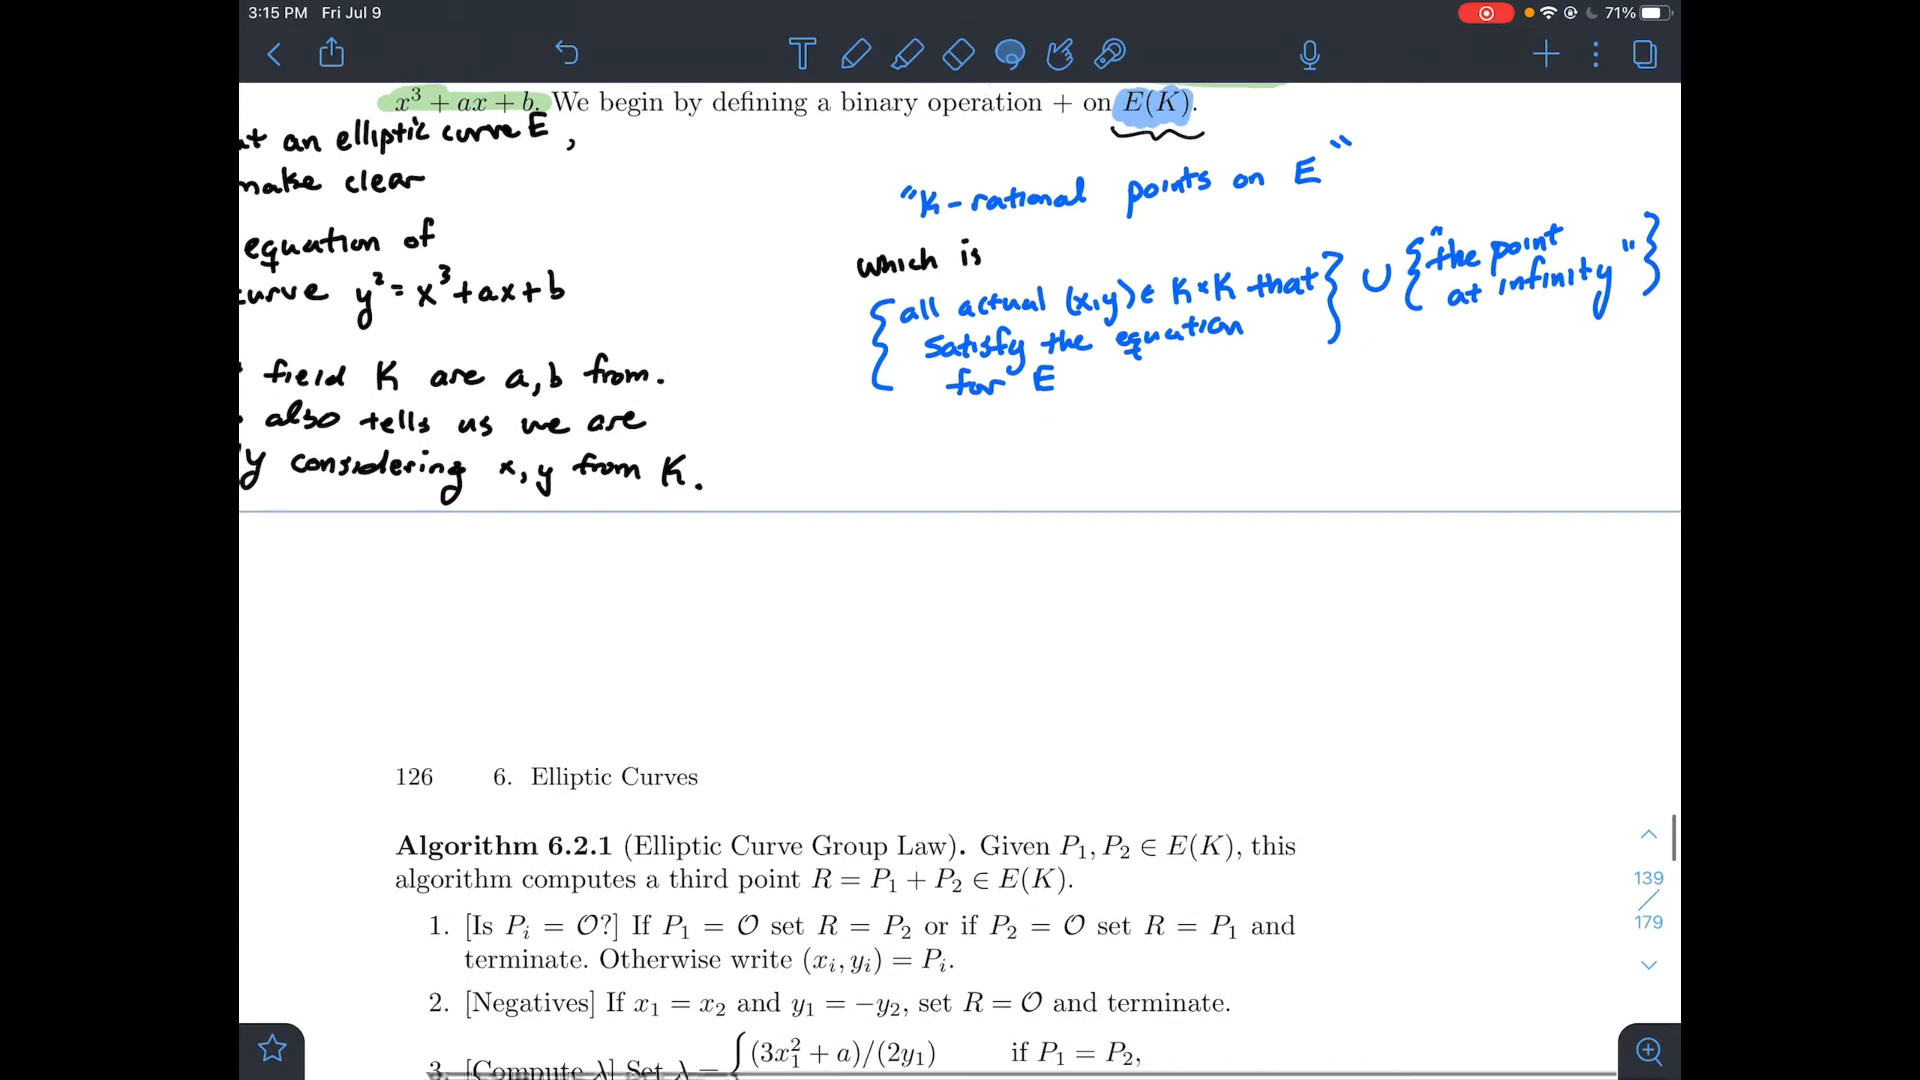 3:15 PM Fri Jul 9
71%
x³ + ax + b. We begin by defining a binary operation + on E(K).
at an elliptic curve E,
make clear
equation of
curve y² = x³+ax+b
field K are a, b from.
also tells us we are
considering x, y from K.
"K-rational points on E"
which is
{all actual (x,y) ∈ K×K that
satisfy the equation
for E} ∪ {"the point
at infinity"}
126 6. Elliptic Curves
Algorithm 6.2.1 (Elliptic Curve Group Law). Given P₁, P₂ ∈ E(K), this
algorithm computes a third point R = P₁ + P₂ ∈ E(K).
1. [Is Pᵢ = 𝒪?] If P₁ = 𝒪 set R = P₂ or if P₂ = 𝒪 set R = P₁ and
terminate. Otherwise write (xᵢ, yᵢ) = Pᵢ.
2. [Negatives] If x₁ = x₂ and y₁ = −y₂, set R = 𝒪 and terminate.
3. [Compute λ] Set λ = { (3x₁² + a)/(2y₁) if P₁ = P₂,
139
179